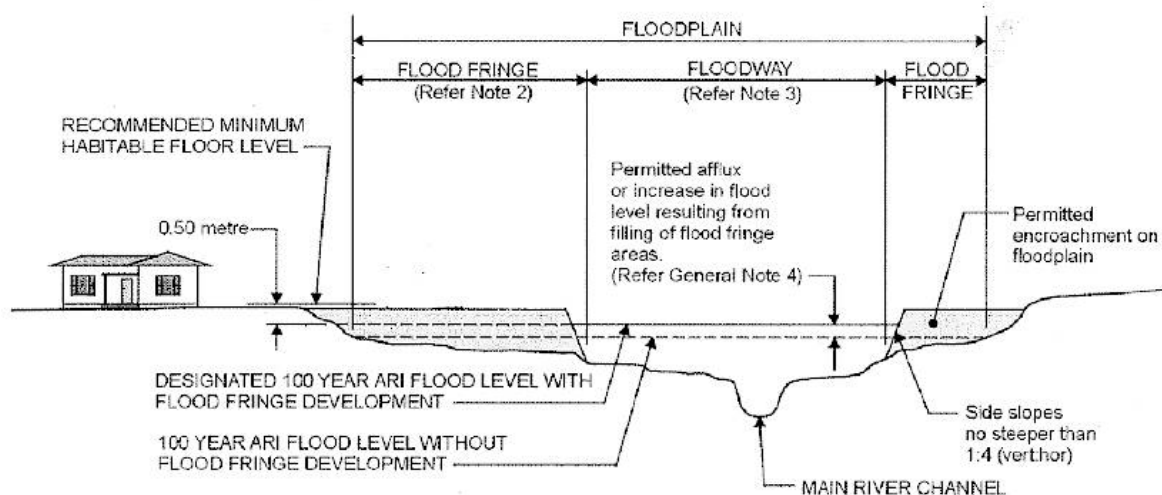 FLOODPLAIN
FLOOD FRINGE
(Refer Note 2)
FLOODWAY
(Refer Note 3)
FLOOD
FRINGE
RECOMMENDED MINIMUM
HABITABLE FLOOR LEVEL
0.50 metre
Permitted afflux
or increase in flood
level resulting from
filling of flood fringe
areas.
(Refer General Note 4)
Permitted
encroachment on
floodplain
DESIGNATED 100 YEAR ARI FLOOD LEVEL WITH
FLOOD FRINGE DEVELOPMENT
100 YEAR ARI FLOOD LEVEL WITHOUT
FLOOD FRINGE DEVELOPMENT
Side slopes
no steeper than
1:4 (vert:hor)
MAIN RIVER CHANNEL